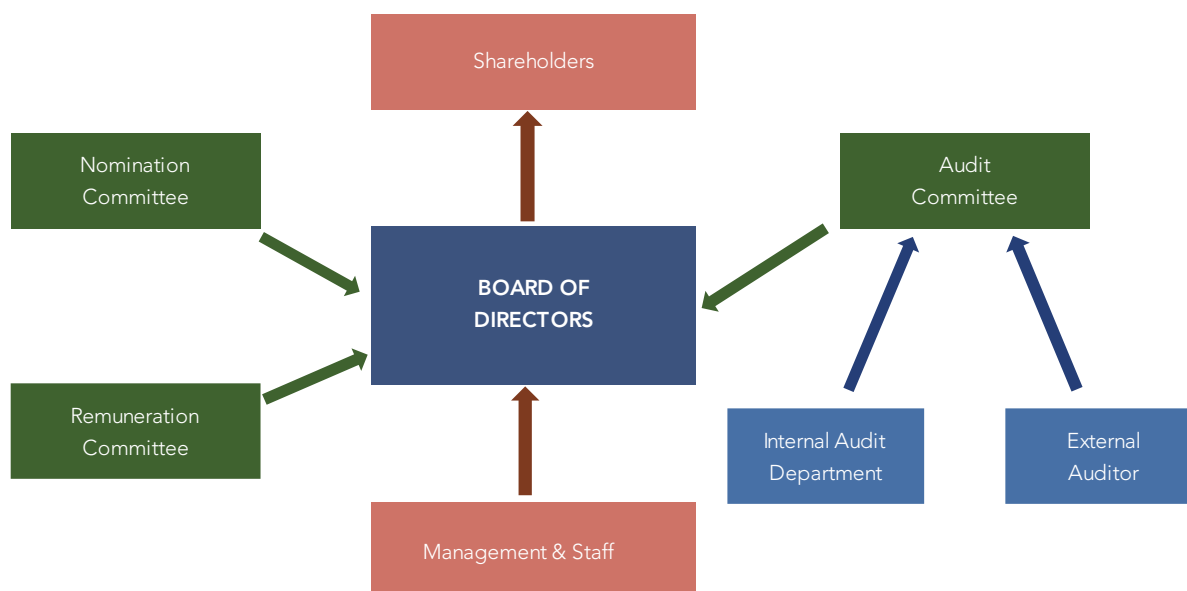 Shareholders
Nomination
Committee
Audit
Committee
BOARD OF
DIRECTORS
Remuneration
Committee
Internal Audit
Department
External
Auditor
Management & Staff